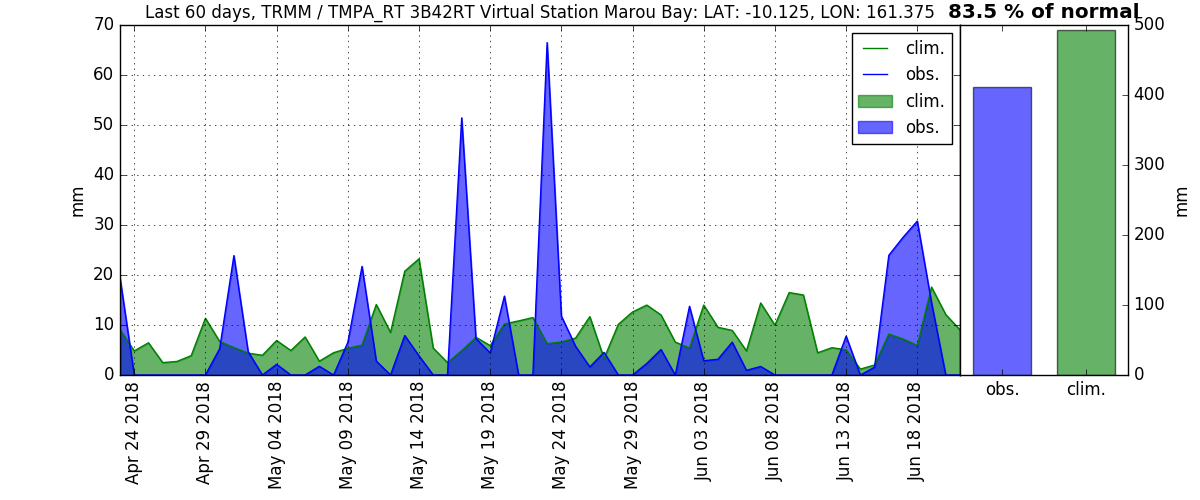 Last 60 days, TRMM / TMPA_RT 3B42RT Virtual Station Marou Bay: LAT: -10.125, LON: 161.375 83.5 % of normal
70
60
50
40
30
20
10
0
mm
clim.
obs.
clim.
obs.
500
400
300
200
100
0
mm
obs.
clim.
Apr 24 2018
Apr 29 2018
May 04 2018
May 09 2018
May 14 2018
May 19 2018
May 24 2018
May 29 2018
Jun 03 2018
Jun 08 2018
Jun 13 2018
Jun 18 2018